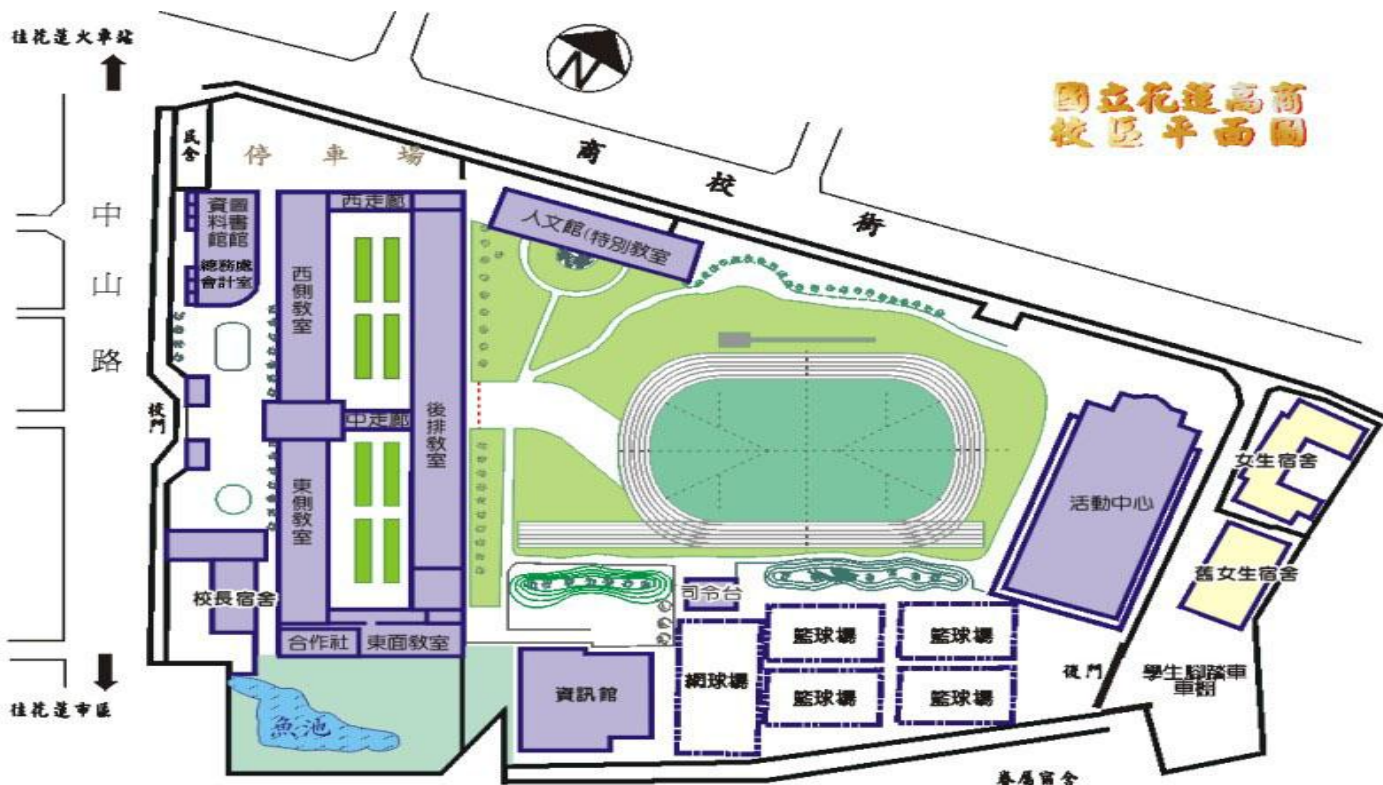 往花蓮火車站
N
國立花蓮高商
校區平面圖
民舍
停車場
商校街
中山路
圖書館
資料館
總務處
會計室
西走廊
人文館(特別教室
西側教室
中走廊
後排教室
校門
東側教室
活動中心
女生宿舍
舊女生宿舍
校長宿舍
司令台
合作社
東面教室
籃球場
籃球場
網球場
資訊館
籃球場
籃球場
後門
學生腳踏車
車棚
魚池
往花蓮市區
眷屬宿舍